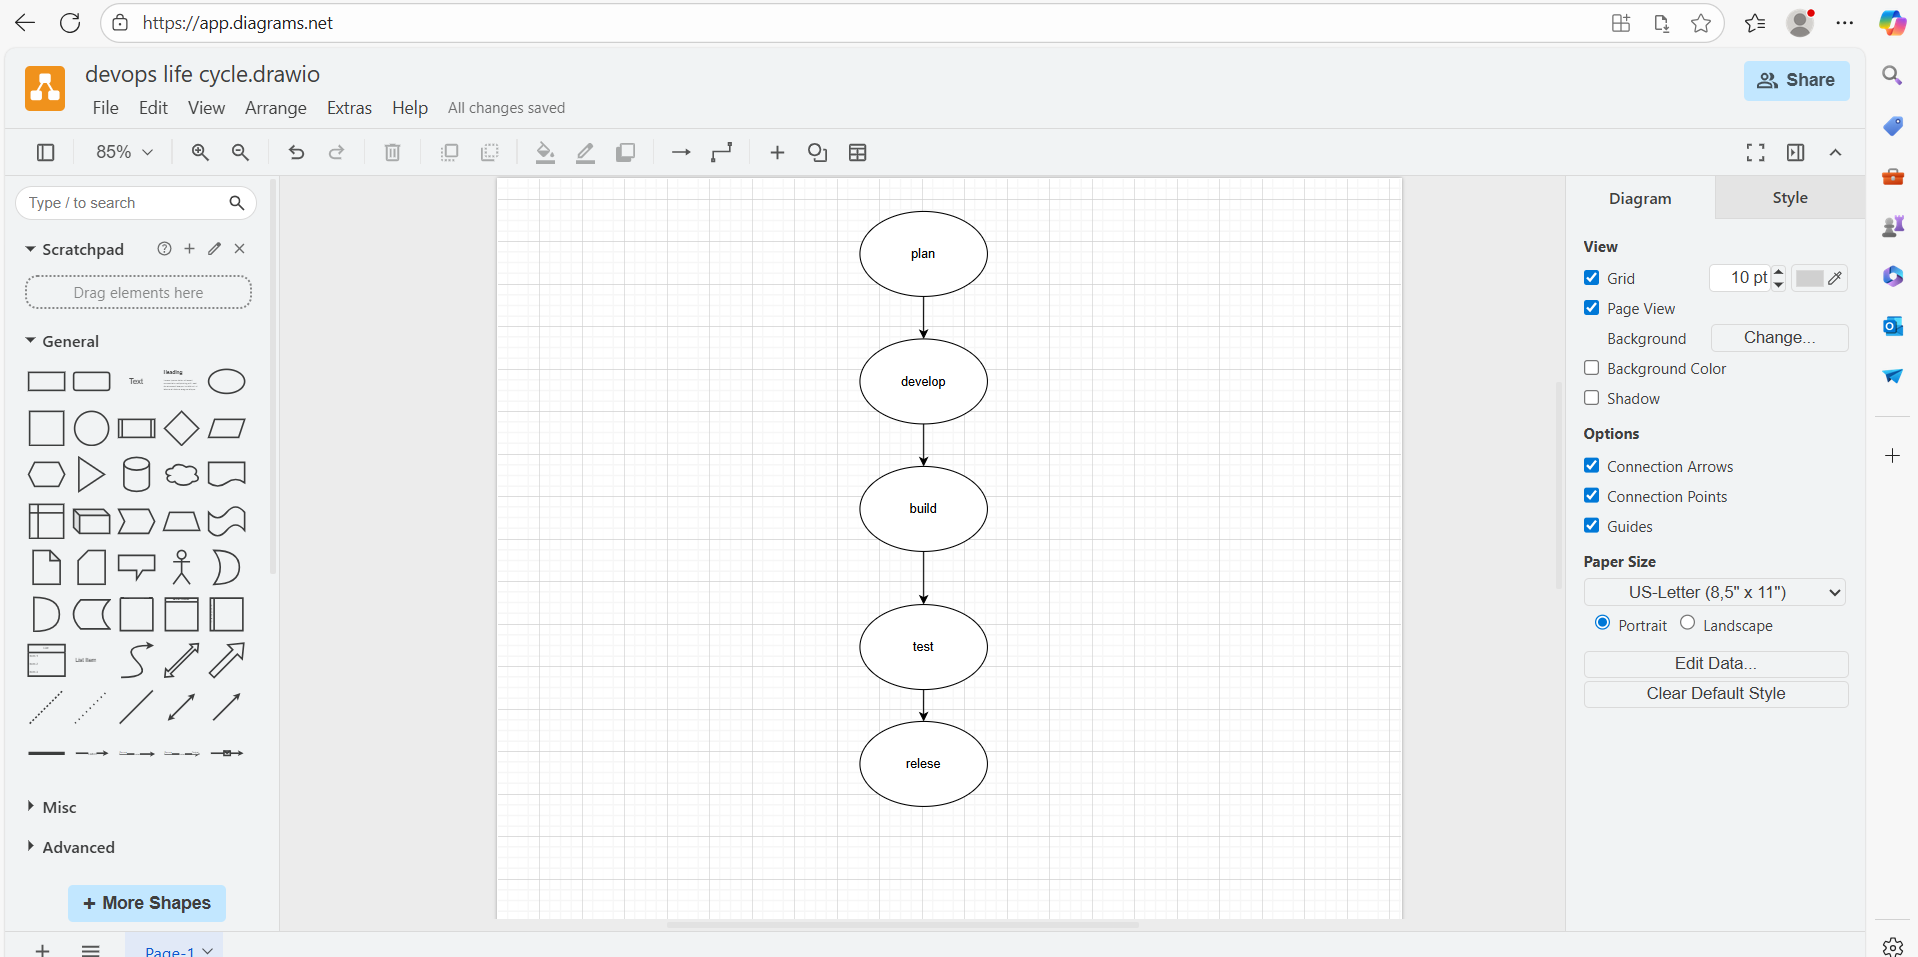 https://app.diagrams.net
devops life cycle.drawio
File Edit View Arrange Extras Help All changes saved
Share
85%
Type / to search
Scratchpad
Drag elements here
General
Text
Heading
List Item
Misc
Advanced
+ More Shapes
Page-1
plan
develop
build
test
relese
Diagram Style
View
Grid 10 pt
Page View
Background Change...
Background Color
Shadow
Options
Connection Arrows
Connection Points
Guides
Paper Size
US-Letter (8,5" x 11")
Portrait Landscape
Edit Data...
Clear Default Style